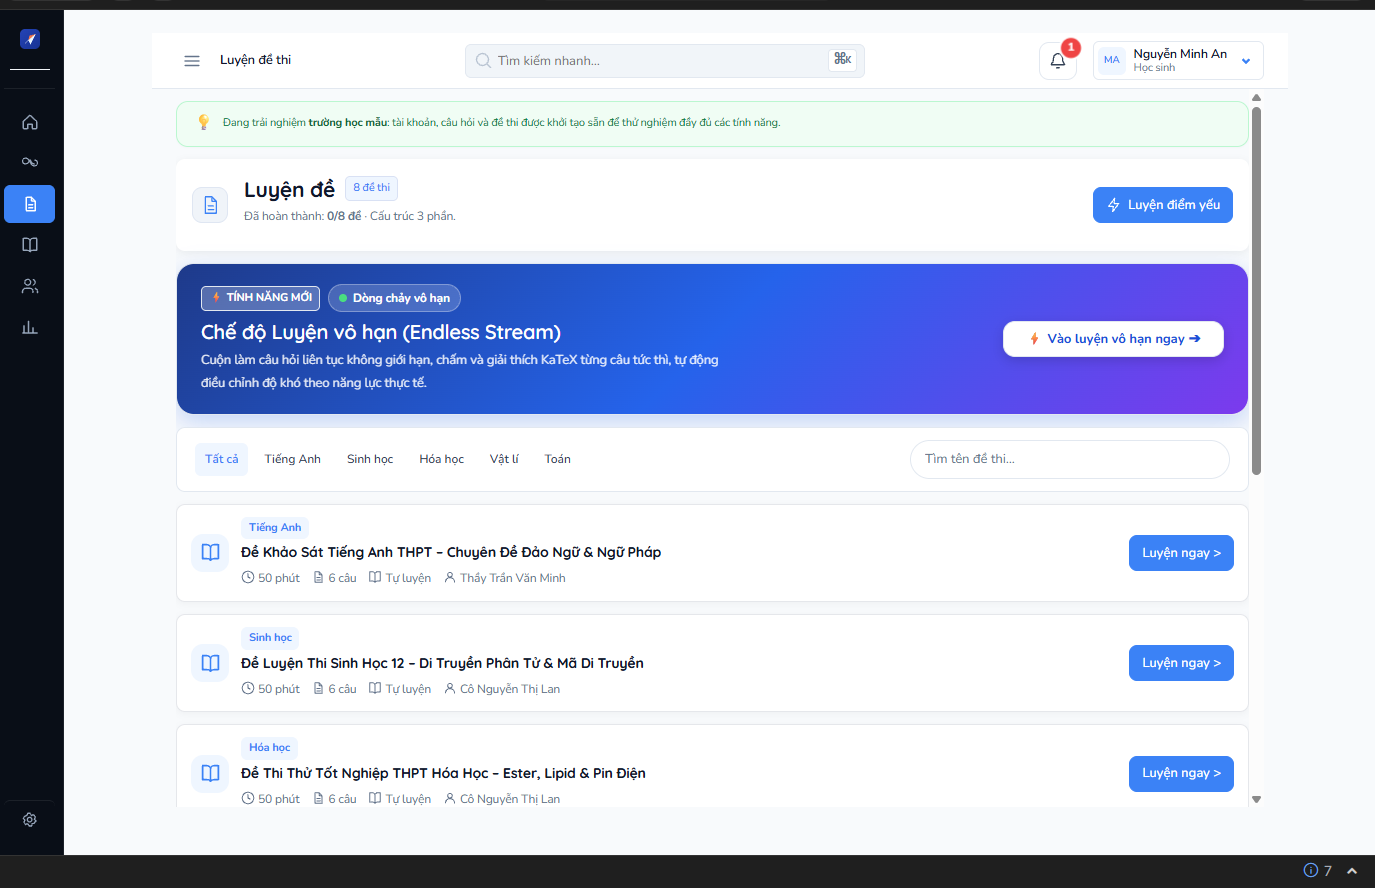 Luyện đề thi
Tìm kiếm nhanh...
⌘K
1
MA
Nguyễn Minh An
Học sinh
Đang trải nghiệm trường học mẫu: tài khoản, câu hỏi và đề thi được khởi tạo sẵn để thử nghiệm đầy đủ các tính năng.
Luyện đề
8 đề thi
Đã hoàn thành: 0/8 đề · Cấu trúc 3 phần.
Luyện điểm yếu
TÍNH NĂNG MỚI
Dòng chảy vô hạn
Chế độ Luyện vô hạn (Endless Stream)
Cuộn làm câu hỏi liên tục không giới hạn, chấm và giải thích KaTeX từng câu tức thì, tự động
điều chỉnh độ khó theo năng lực thực tế.
Vào luyện vô hạn ngay ➔
Tất cả
Tiếng Anh
Sinh học
Hóa học
Vật lí
Toán
Tìm tên đề thi...
Tiếng Anh
Đề Khảo Sát Tiếng Anh THPT – Chuyên Đề Đảo Ngữ & Ngữ Pháp
50 phút 6 câu Tự luyện Thầy Trần Văn Minh
Luyện ngay >
Sinh học
Đề Luyện Thi Sinh Học 12 – Di Truyền Phân Tử & Mã Di Truyền
50 phút 6 câu Tự luyện Cô Nguyễn Thị Lan
Luyện ngay >
Hóa học
Đề Thi Thử Tốt Nghiệp THPT Hóa Học – Ester, Lipid & Pin Điện
50 phút 6 câu Tự luyện Cô Nguyễn Thị Lan
Luyện ngay >
7